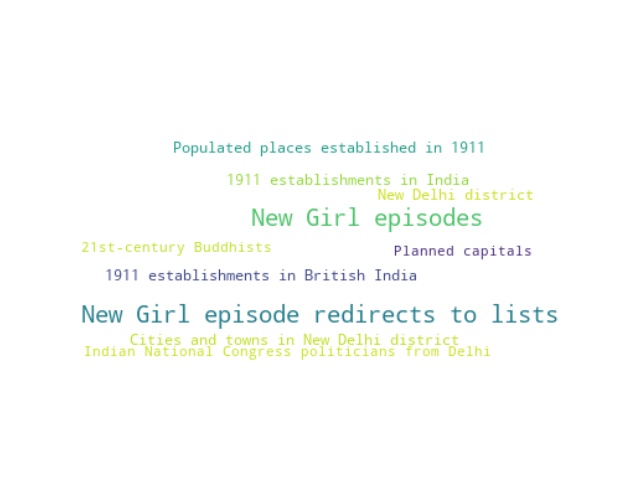 Populated places established in 1911
1911 establishments in India
New Delhi district
New Girl episodes
21st-century Buddhists
Planned capitals
1911 establishments in British India
New Girl episode redirects to lists
Cities and towns in New Delhi district
Indian National Congress politicians from Delhi